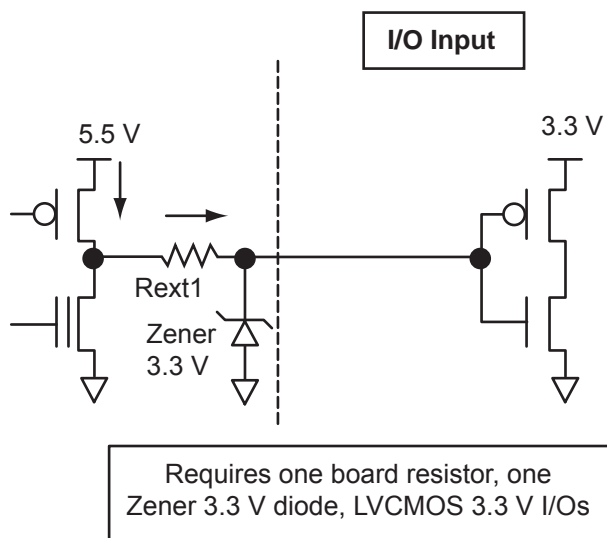 I/O Input
5.5 V
3.3 V
Rext1
Zener
3.3 V
Requires one board resistor, one
Zener 3.3 V diode, LVCMOS 3.3 V I/Os